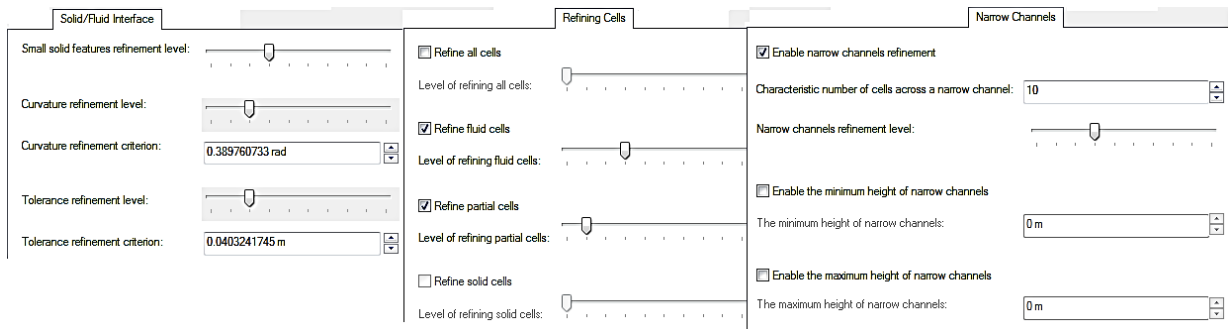 Solid/Fluid Interface
Small solid features refinement level:
Curvature refinement level:
Curvature refinement criterion:
0.389760733 rad
Tolerance refinement level:
Tolerance refinement criterion:
0.0403241745 m
Refining Cells
Refine all cells
Level of refining all cells:
Refine fluid cells
Level of refining fluid cells:
Refine partial cells
Level of refining partial cells:
Refine solid cells
Level of refining solid cells:
Narrow Channels
Enable narrow channels refinement
Characteristic number of cells across a narrow channel:
10
Narrow channels refinement level:
Enable the minimum height of narrow channels
The minimum height of narrow channels:
0 m
Enable the maximum height of narrow channels
The maximum height of narrow channels:
0 m